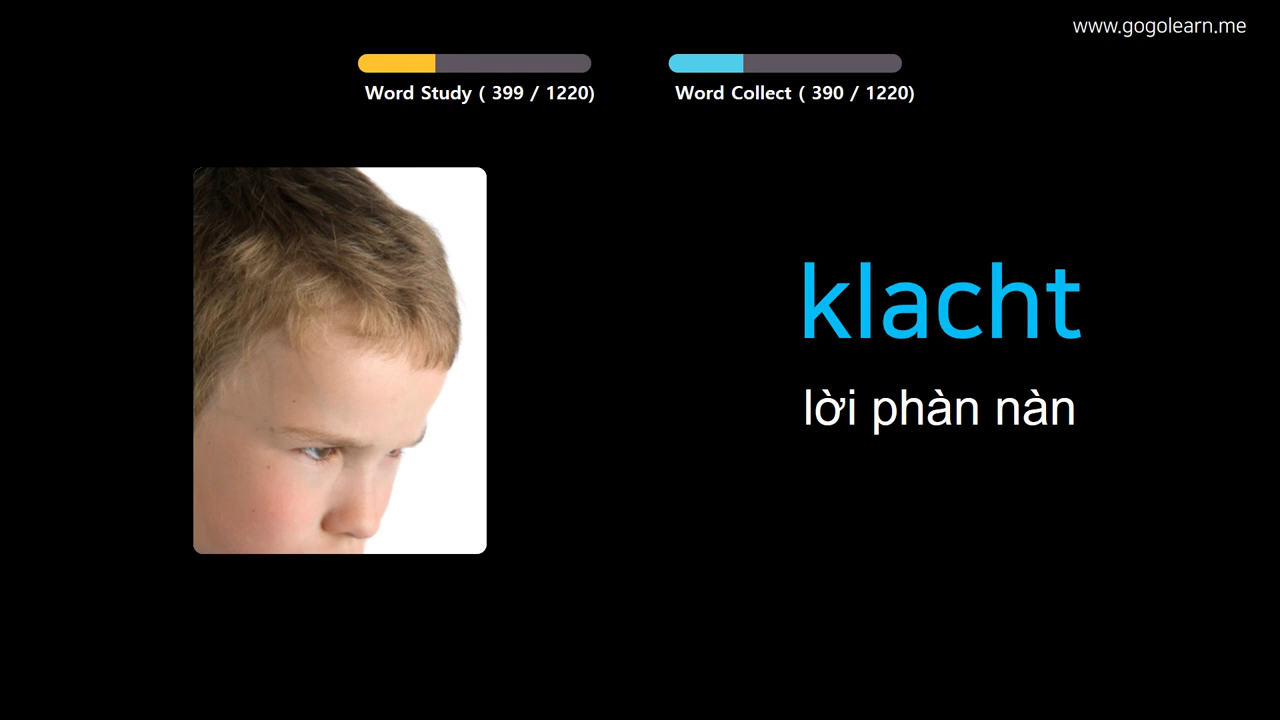 www.gogolearn.me
Word Study ( 399 / 1220)
Word Collect ( 390 / 1220)
klacht
lời phàn nàn